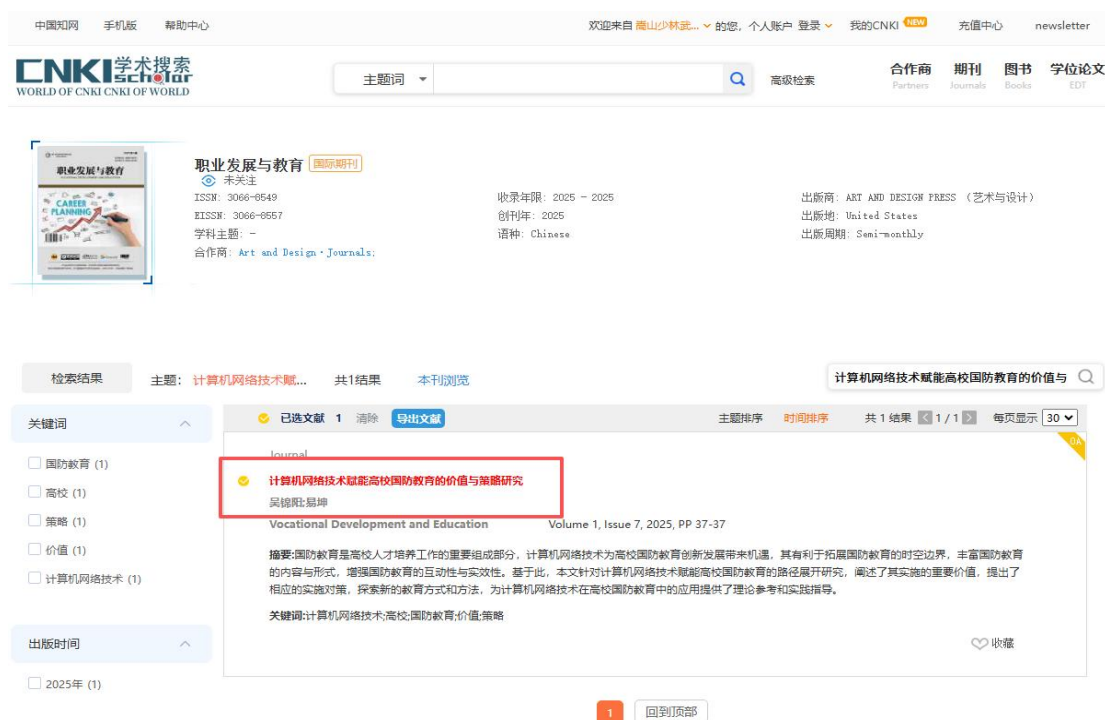 中国知网 手机版 帮助中心 欢迎来自 嵩山少林武... 的您, 个人账户 登录 我的CNKI NEW 充值中心 newsletter
CNKI 学术搜索
Scholar
WORLD OF CNKI CNKI OF WORLD
主题词 高级检索
合作商 期刊 图书 学位论文
Partners Journals Books EDT
职业发展与教育
CAREER
PLANNING
职业发展与教育 国际期刊
未关注
ISSN: 3066-8549 收录年限: 2025 - 2025 出版商: ART AND DESIGN PRESS (艺术与设计)
EISSN: 3066-8557 创刊年: 2025 出版地: United States
学科主题: - 语种: Chinese 出版周期: Semi-monthly
合作商: Art and Design·Journals;
检索结果 主题: 计算机网络技术赋... 共1结果 本刊浏览 计算机网络技术赋能高校国防教育的价值与
关键词
国防教育 (1)
高校 (1)
策略 (1)
价值 (1)
计算机网络技术 (1)
出版时间
2025年 (1)
已选文献 1 清除 导出文献 主题排序 时间排序 共 1 结果 1 / 1 每页显示 30
OA
Journal
计算机网络技术赋能高校国防教育的价值与策略研究
吴锦阳;易坤
Vocational Development and Education Volume 1, Issue 7, 2025, PP 37-37
摘要:国防教育是高校人才培养工作的重要组成部分，计算机网络技术为高校国防教育创新发展带来机遇，其有利于拓展国防教育的时空边界，丰富国防教育
的内容与形式，增强国防教育的互动性与实效性。基于此，本文针对计算机网络技术赋能高校国防教育的路径展开研究，阐述了其实施的重要价值，提出了
相应的实施对策，探索新的教育方式和方法，为计算机网络技术在高校国防教育中的应用提供了理论参考和实践指导。
关键词:计算机网络技术;高校;国防教育;价值;策略
收藏
1 回到顶部